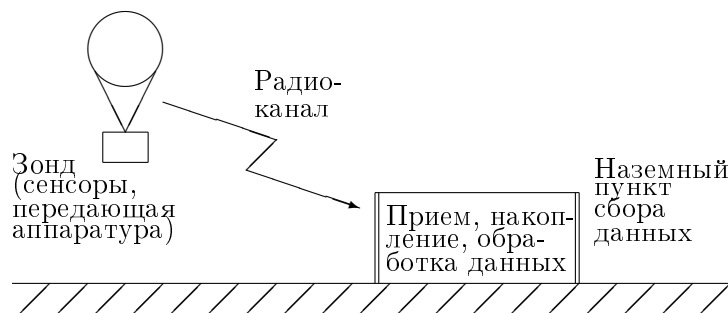 Радио-
канал
Зонд
(сенсоры,
передающая
аппаратура)
Прием, накоп-
ление, обра-
ботка данных
Наземный
пункт
сбора
данных